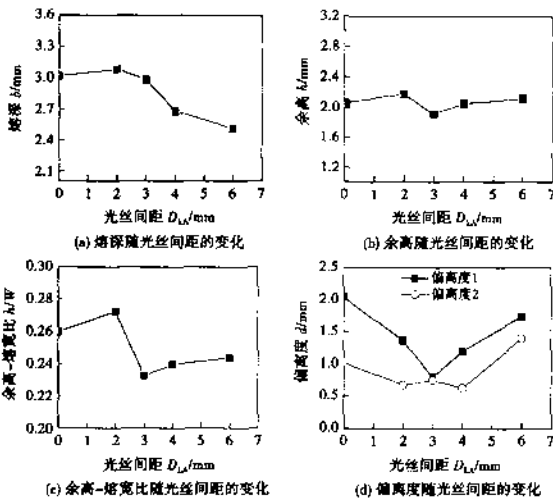 3.6
3.3
3.0
2.7
2.4
2.1
熔深 b/mm
0 1 2 3 4 5 6 7
光丝间距 D_LA/mm
(a) 熔深随光丝间距的变化
3.2
2.8
2.4
2.0
1.6
1.2
余高 h/mm
0 1 2 3 4 5 6 7
光丝间距 D_LA/mm
(b) 余高随光丝间距的变化
0.30
0.28
0.26
0.24
0.22
0.20
余高-熔宽比 h/W
0 1 2 3 4 5 6 7
光丝间距 D_LA/mm
(c) 余高-熔宽比随光丝间距的变化
2.5
2.0
1.5
1.0
0.5
0.0
偏离度 d/mm
偏离度1
偏离度2
0 1 2 3 4 5 6 7
光丝间距 D_LA/mm
(d) 偏离度随光丝间距的变化